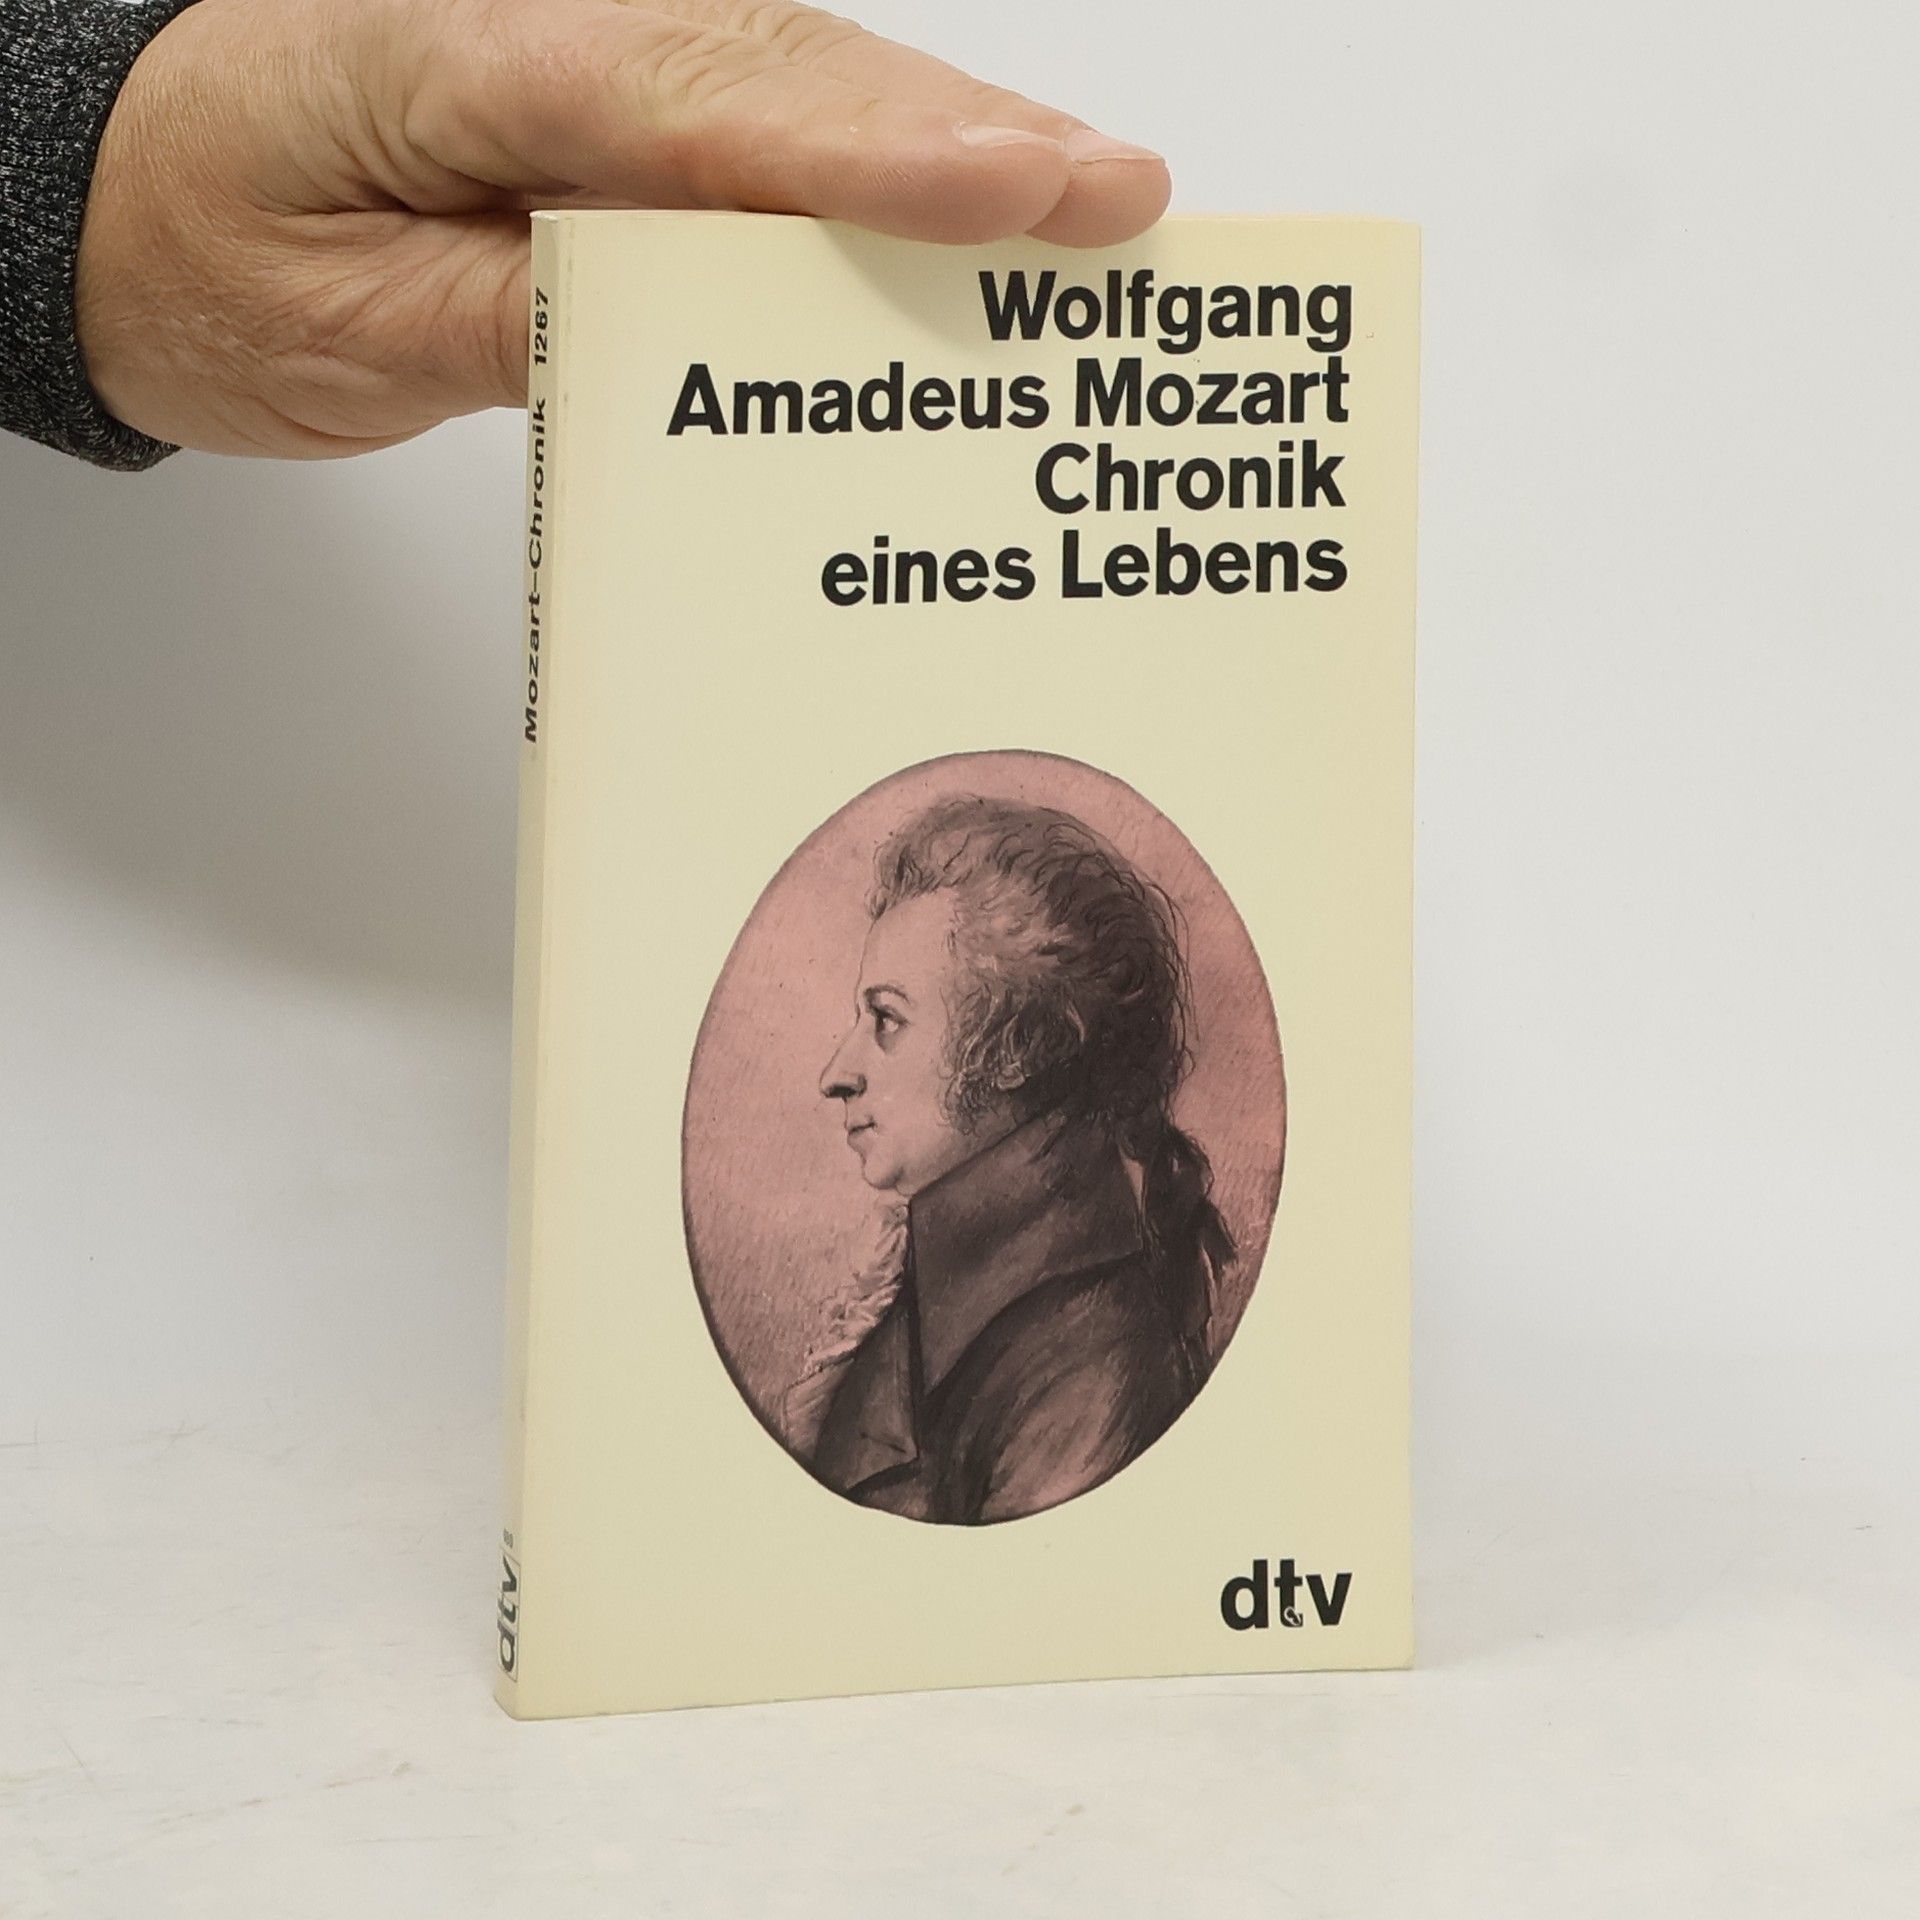 Wolfgang
Amadeus Mozart
Chronik
eines Lebens
dtv
Mozart–Chronik 1267
dtv